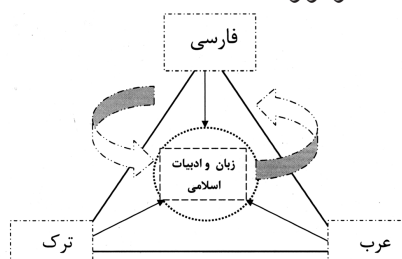 فارسی
زبان و ادبیات
اسلامی
ترک
عرب